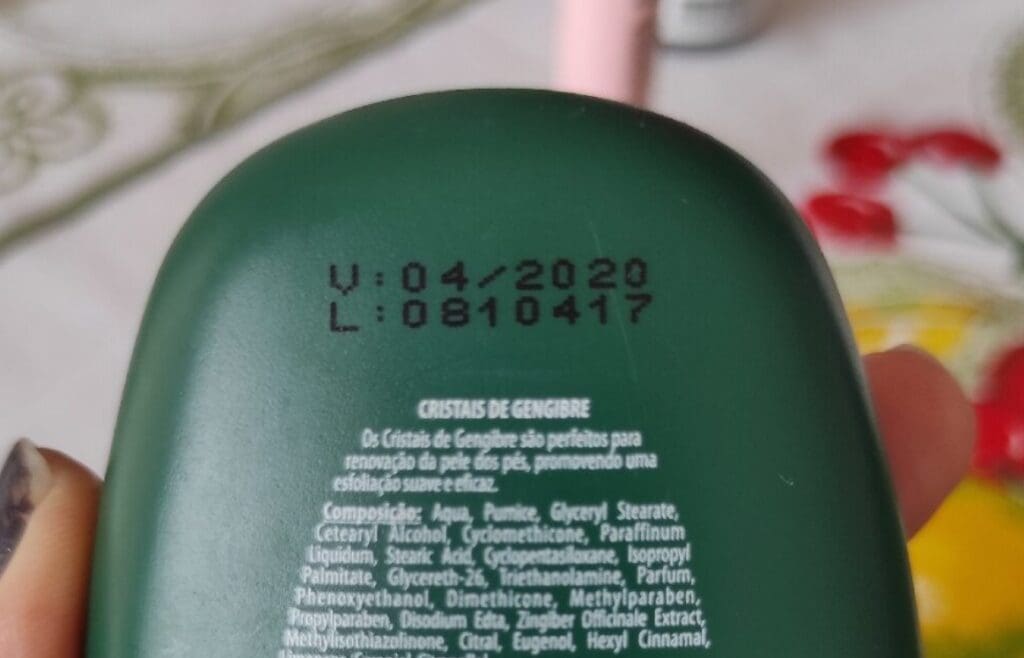 V:04/2020
L:0810417
CRISTAIS DE GENGIBRE
Os Cristais de Gengibre são perfeitos para
renovação da pele dos pés, promovendo uma
esfoliação suave e eficaz.
Composição: Aqua, Pumice, Glyceryl Stearate,
Cetearyl Alcohol, Cyclomethicone, Paraffinum
Liquidum, Stearic Acid, Cyclopentasiloxane, Isopropyl
Palmitate, Glycereth-26, Triethanolamine, Parfum,
Phenoxyethanol, Dimethicone, Methylparaben,
Propylparaben, Disodium Edta, Zingiber Officinale Extract,
Methylisothiazolinone, Citral, Eugenol, Hexyl Cinnamal,